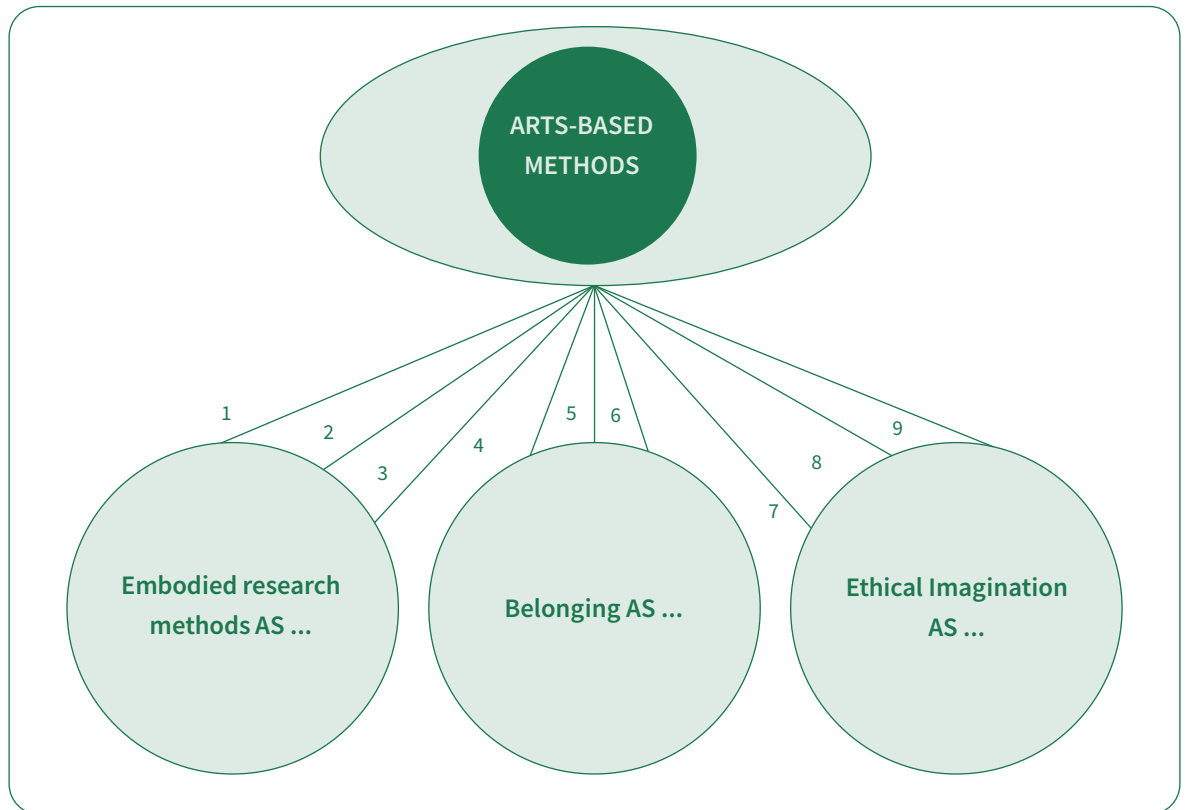 ARTS-BASED
METHODS
1
2
3
4
5
6
7
8
9
Embodied research
methods AS ...
Belonging AS ...
Ethical Imagination
AS ...